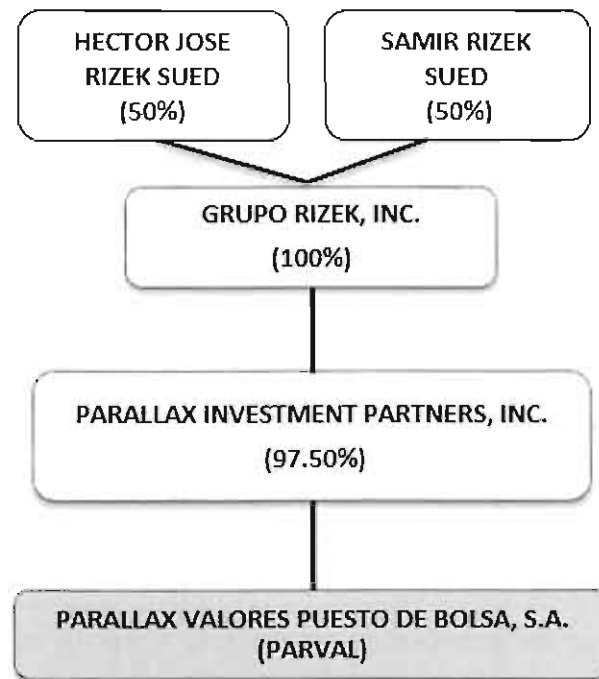 HECTOR JOSE
RIZEK SUED
(50%)
SAMIR RIZEK
SUED
(50%)
GRUPO RIZEK, INC.
(100%)
PARALLAX INVESTMENT PARTNERS, INC.
(97.50%)
PARALLAX VALORES PUESTO DE BOLSA, S.A.
(PARVAL)